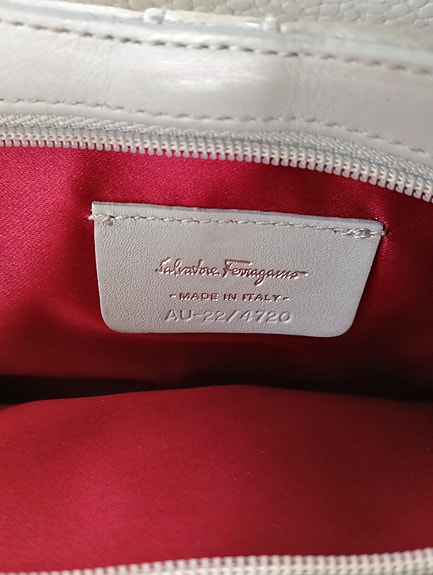 Salvatore Ferragamo
-MADE IN ITALY-
AU-22/4720